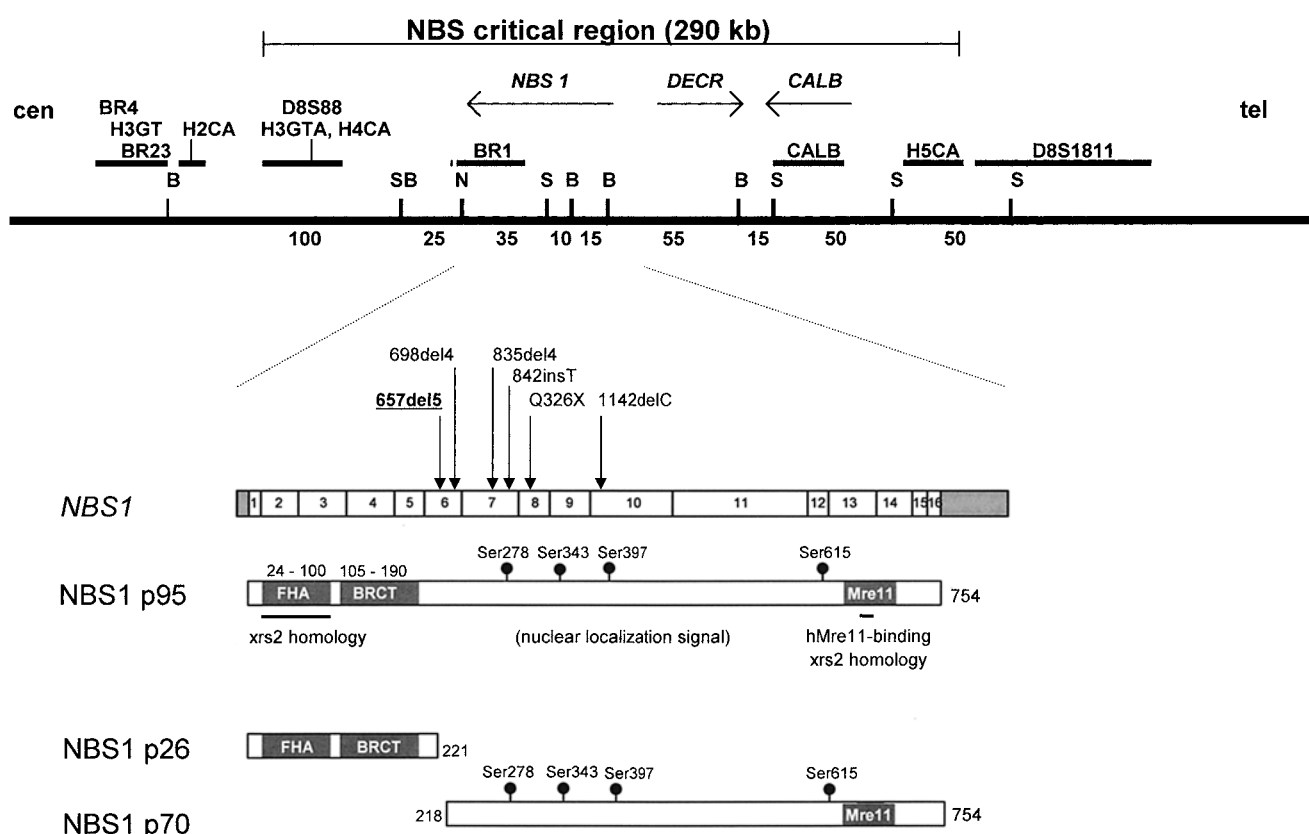 NBS critical region (290 kb)
NBS 1 DECR CALB
cen BR4 D8S88 tel
H3GT H2CA H3GTA, H4CA
BR23 BR1 CALB H5CA D8S1811
B SB N S B B B S S S
100 25 35 10 15 55 15 50 50
698del4 835del4
842insT
657del5 Q326X 1142delC
NBS1 1 2 3 4 5 6 7 8 9 10 11 12 13 14 15 16
Ser278 Ser343 Ser397 Ser615
24 - 100 105 - 190
NBS1 p95 FHA BRCT Mre11 754
xrs2 homology (nuclear localization signal) hMre11-binding
xrs2 homology
NBS1 p26 FHA BRCT 221
Ser278 Ser343 Ser397 Ser615
NBS1 p70 218 Mre11 754